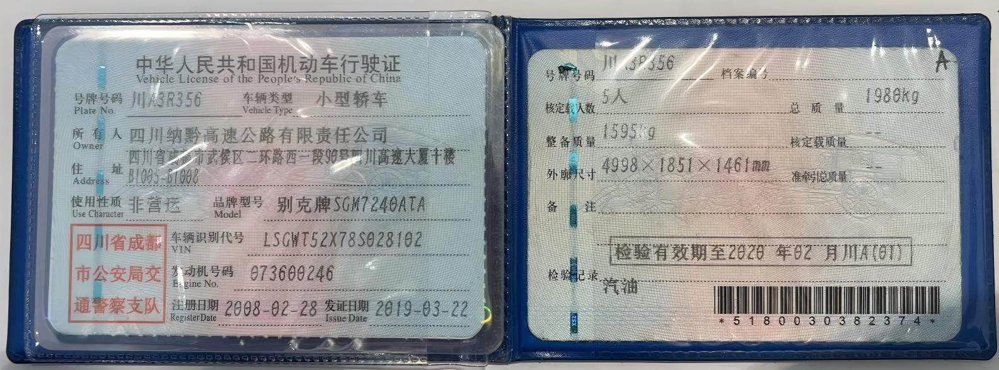 中华人民共和国机动车行驶证
Vehicle License of the People's Republic of China
号牌号码 川A3R356 车辆类型 小型轿车
Plate No. Vehicle Type
所有人 四川纳黔高速公路有限责任公司
Owner
四川省成都市武侯区二环路西一段90号四川高速大厦十楼
住址 B1005-B1008
Address
使用性质 非营运 品牌型号 别克牌SGM7240ATA
Use Character Model
四川省成都
市公安局交
通警察支队
车辆识别代号 LSGWT52X78S028102
VIN
发动机号码 073600246
Engine No.
注册日期 2008-02-28 发证日期 2019-03-22
Register Date Issue Date
号牌号码 川A3R356 档案编号
A
核定载人数 5人 总质量 1980kg
整备质量 1595kg 核定载质量 --
外廓尺寸 4998×1851×1461mm 准牵引总质量 --
备注
检验有效期至2020年02月川A(01)
检验记录
汽油
*5180030382374*